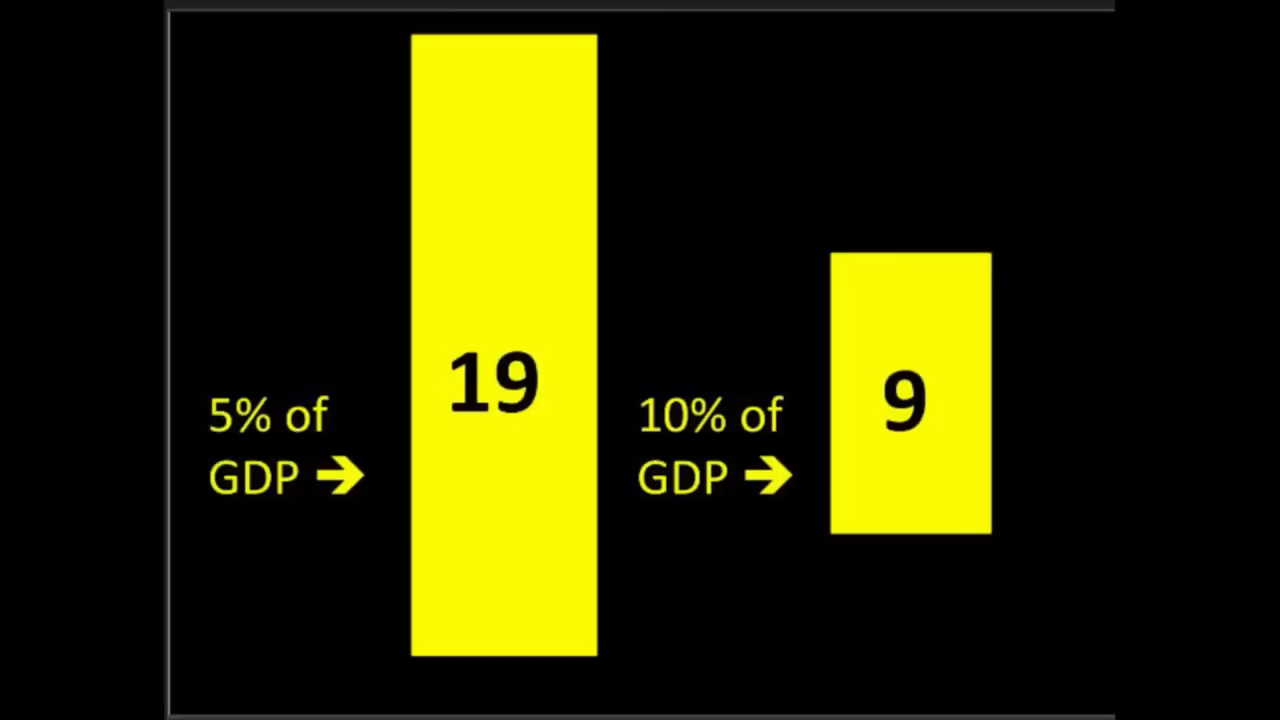 5% of
GDP ➔
19
10% of
GDP ➔
9